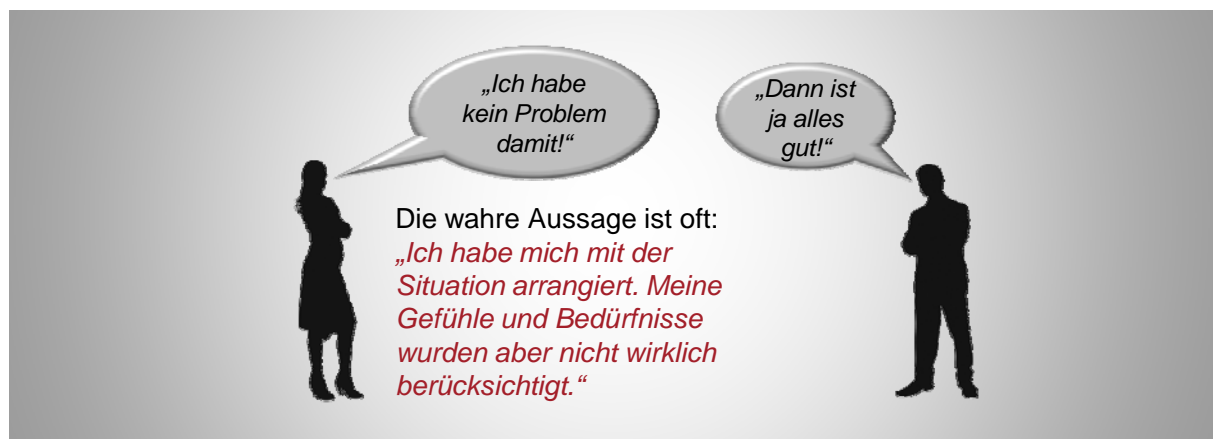 „Ich habe
kein Problem
damit!“
„Dann ist
ja alles
gut!“
Die wahre Aussage ist oft:
„Ich habe mich mit der
Situation arrangiert. Meine
Gefühle und Bedürfnisse
wurden aber nicht wirklich
berücksichtigt.“